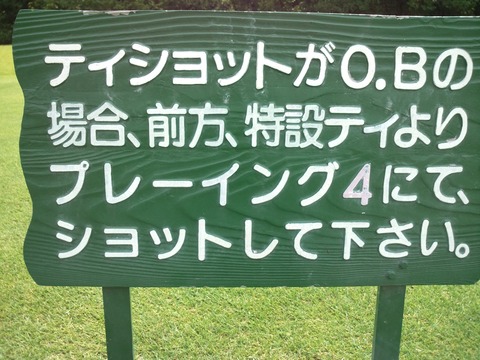 ティショットがO.Bの
場合、前方、特設ティより
プレーイング4にて、
ショットして下さい。